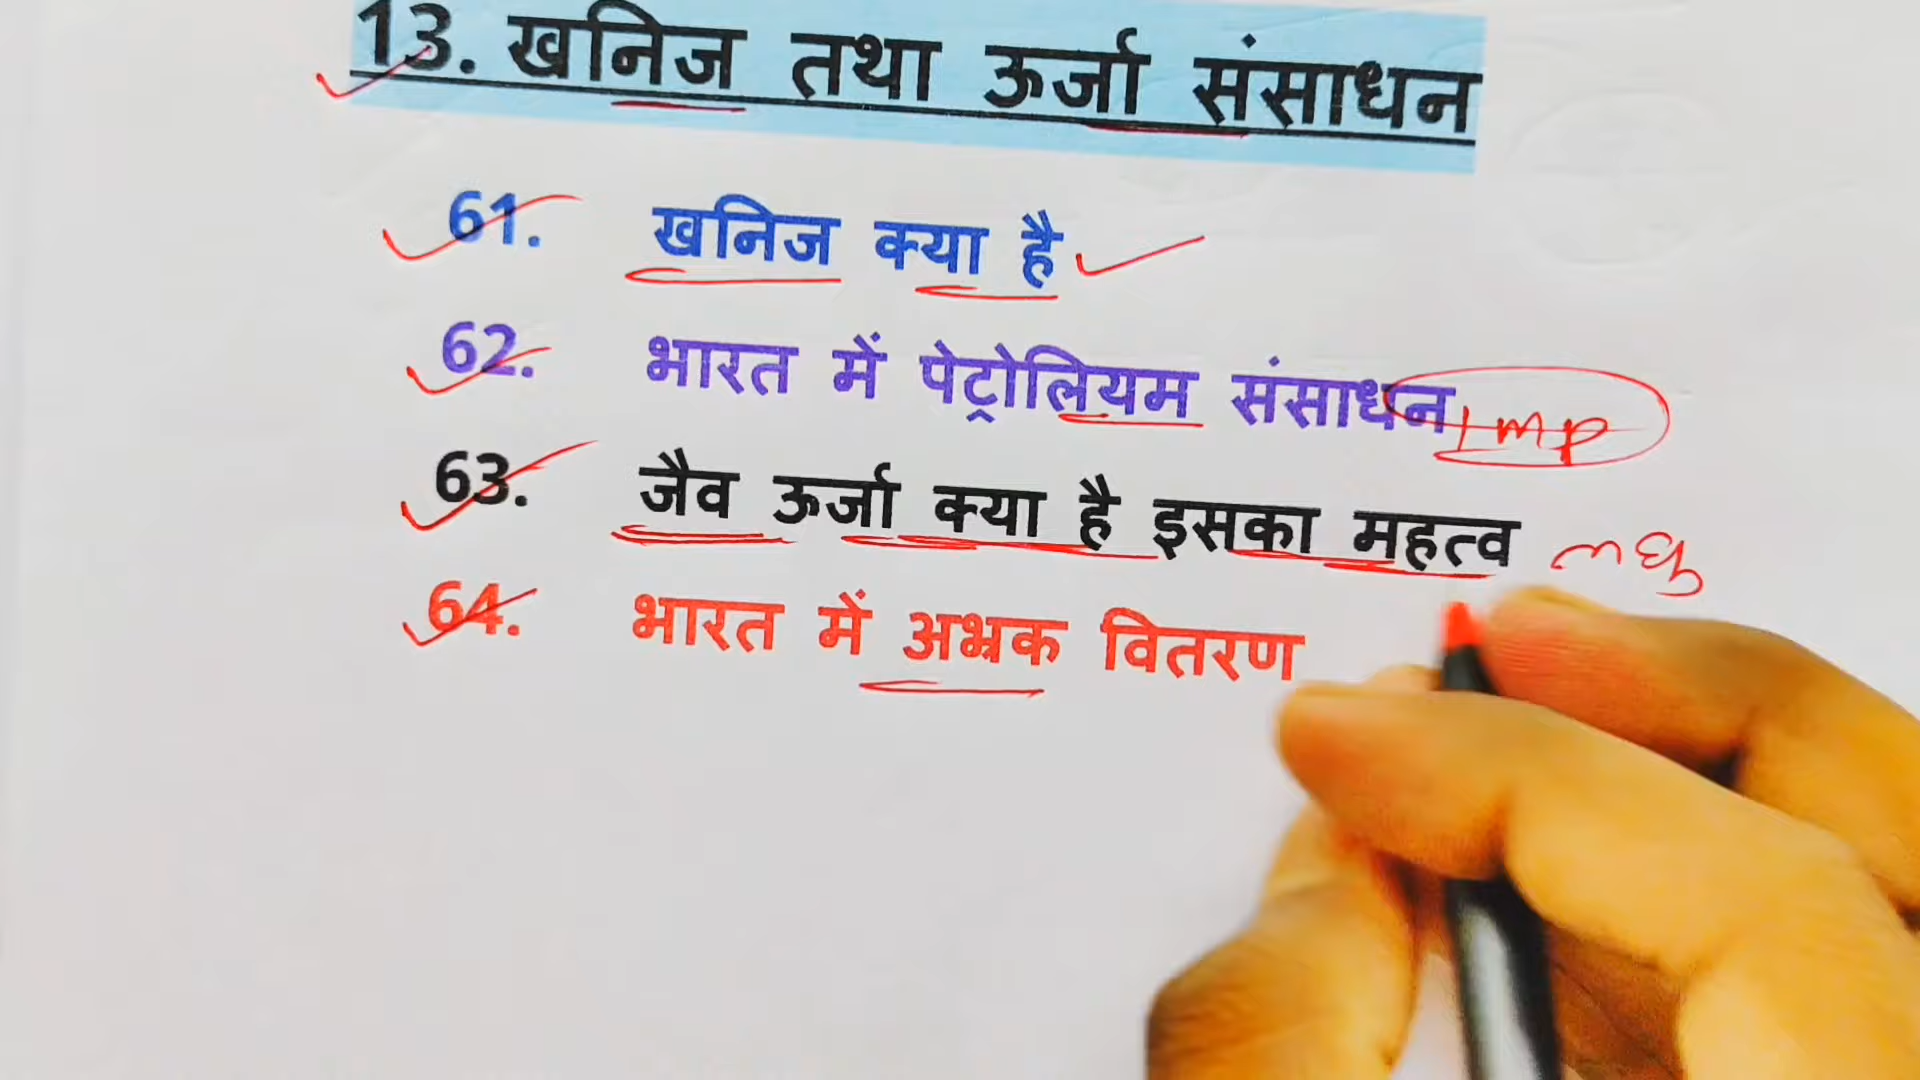 13. खनिज तथा ऊर्जा संसाधन
61. खनिज क्या है
62. भारत में पेट्रोलियम संसाधन Imp
63. जैव ऊर्जा क्या है इसका महत्व लघु
64. भारत में अभ्रक वितरण